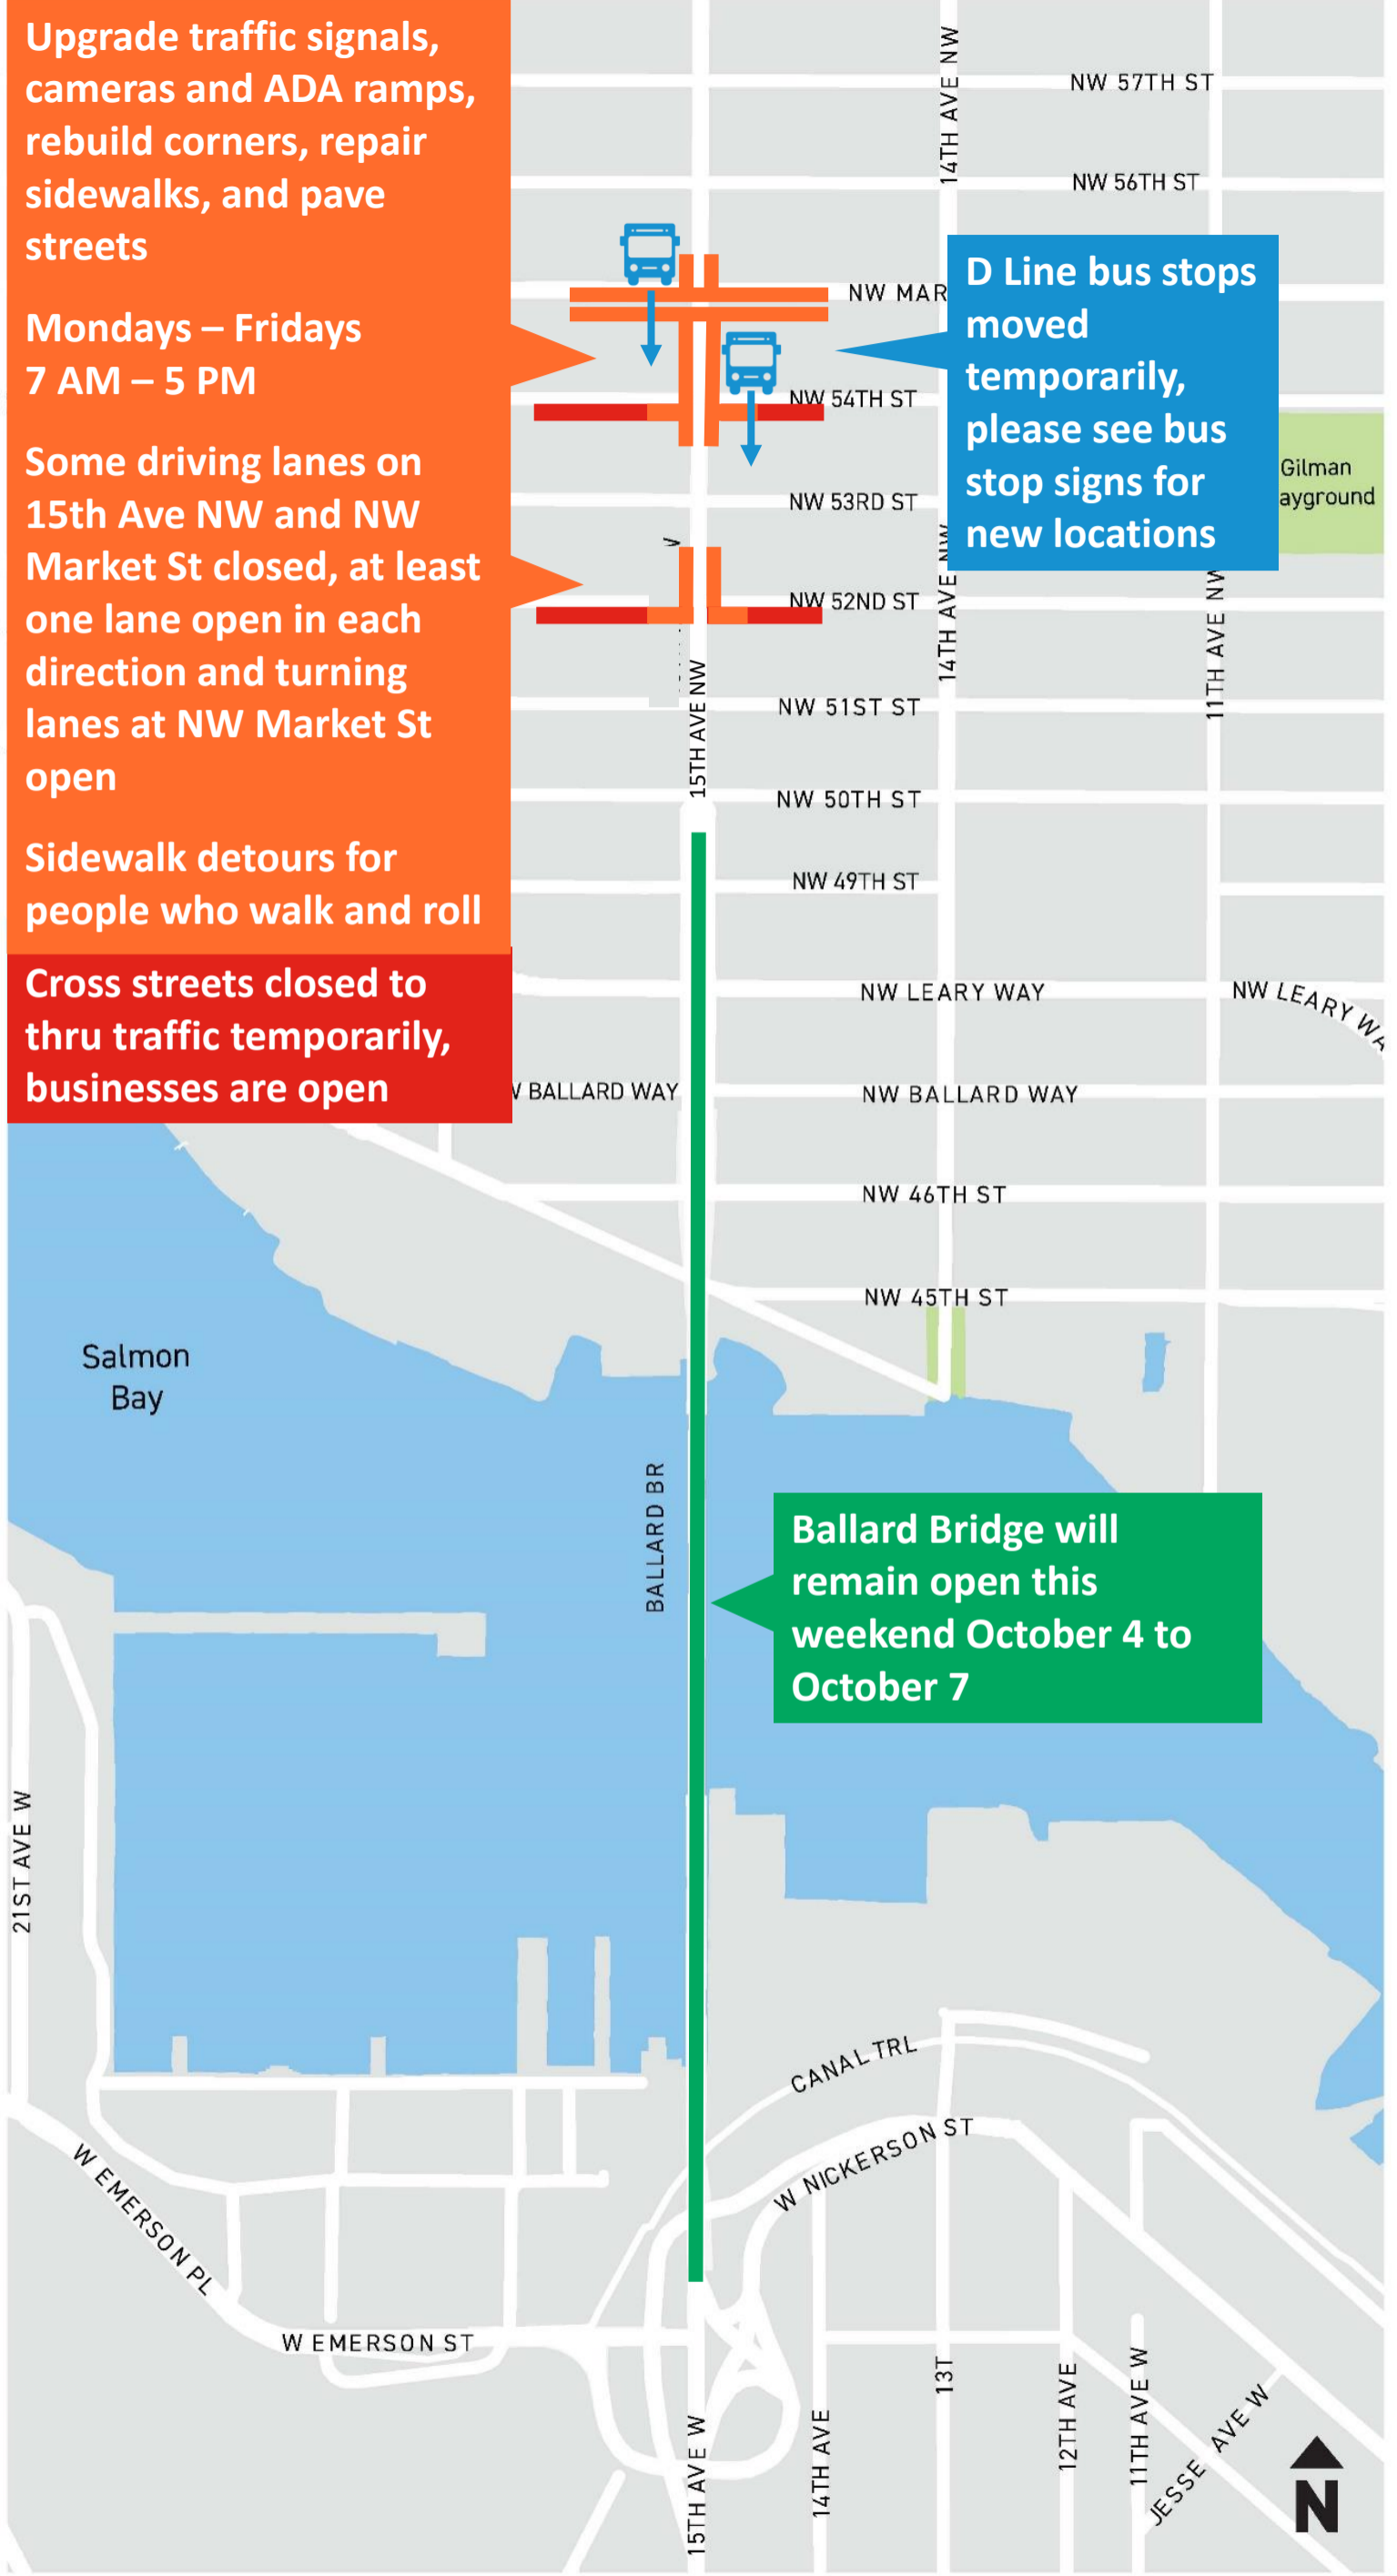 Upgrade traffic signals,
cameras and ADA ramps,
rebuild corners, repair
sidewalks, and pave
streets
Mondays – Fridays
7 AM – 5 PM
Some driving lanes on
15th Ave NW and NW
Market St closed, at least
one lane open in each
direction and turning
lanes at NW Market St
open
Sidewalk detours for
people who walk and roll
Cross streets closed to
thru traffic temporarily,
businesses are open
14TH AVE NW
NW 57TH ST
NW 56TH ST
NW MAR
D Line bus stops
moved
temporarily,
please see bus
stop signs for
new locations
NW 54TH ST
Gilman
ayground
NW 53RD ST
NW 52ND ST
14TH AVE NW
11TH AVE NW
15TH AVE NW
NW 51ST ST
NW 50TH ST
NW 49TH ST
NW LEARY WAY
NW LEARY WA
BALLARD WAY
NW BALLARD WAY
NW 46TH ST
NW 45TH ST
Salmon
Bay
BALLARD BR
Ballard Bridge will
remain open this
weekend October 4 to
October 7
21ST AVE W
CANAL TRL
W NICKERSON ST
W EMERSON PL
W EMERSON ST
15TH AVE W
14TH AVE
13T
12TH AVE
11TH AVE W
JESSE AVE W
N